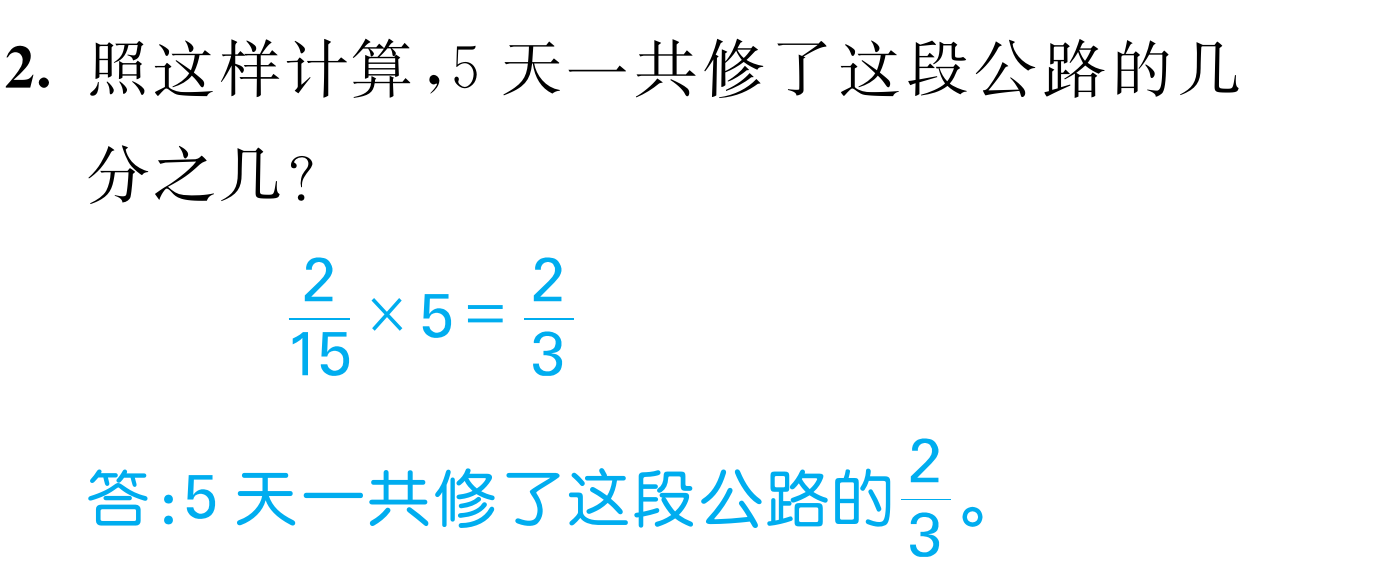 2. 照这样计算,5 天一共修了这段公路的几
分之几?
2/15 × 5 = 2/3
答:5 天一共修了这段公路的2/3。